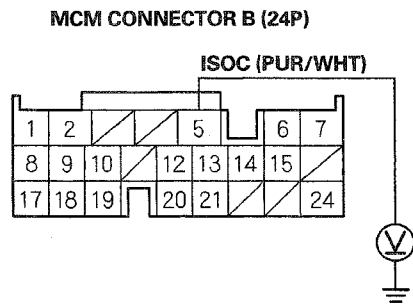 MCM CONNECTOR B (24P)
ISOC (PUR/WHT)
1 2 5 6 7
8 9 10 12 13 14 15
17 18 19 20 21 24
V